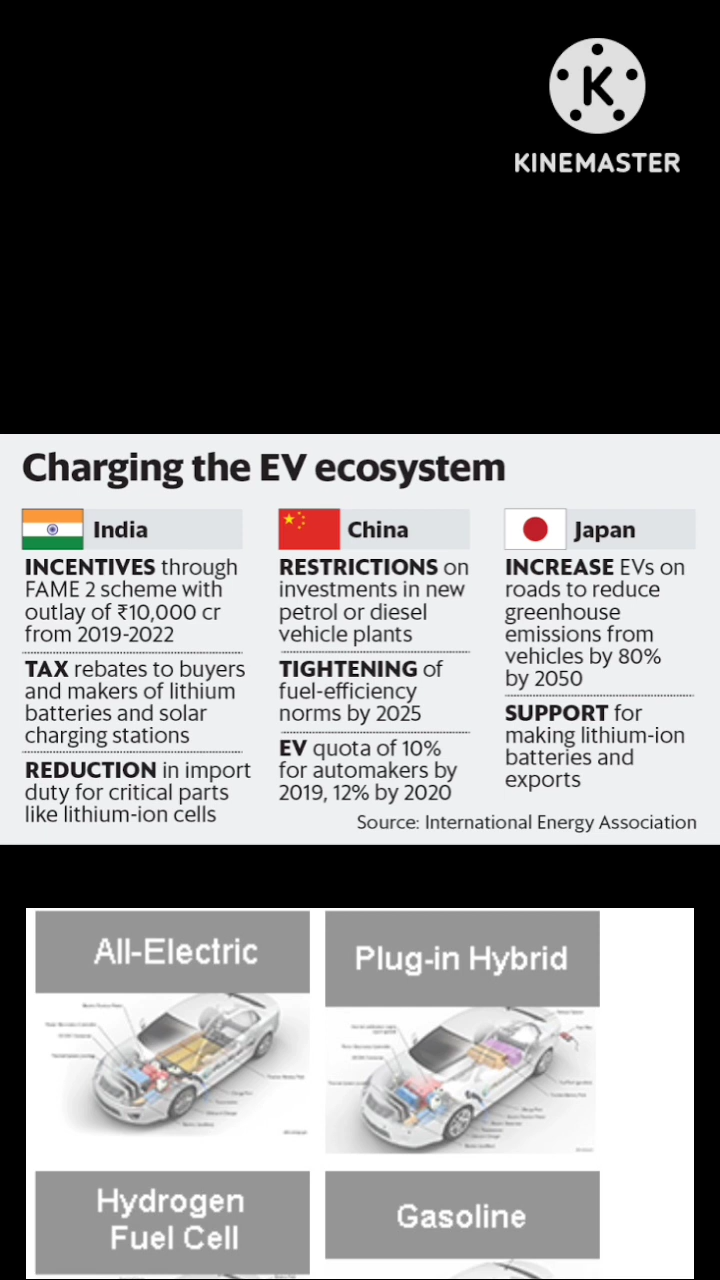 KINEMASTER
Charging the EV ecosystem
India
INCENTIVES through
FAME 2 scheme with
outlay of ₹10,000 cr
from 2019-2022
TAX rebates to buyers
and makers of lithium
batteries and solar
charging stations
REDUCTION in import
duty for critical parts
like lithium-ion cells
China
RESTRICTIONS on
investments in new
petrol or diesel
vehicle plants
TIGHTENING of
fuel-efficiency
norms by 2025
EV quota of 10%
for automakers by
2019, 12% by 2020
Japan
INCREASE EVs on
roads to reduce
greenhouse
emissions from
vehicles by 80%
by 2050
SUPPORT for
making lithium-ion
batteries and
exports
Source: International Energy Association
All-Electric
Plug-in Hybrid
Hydrogen
Fuel Cell
Gasoline